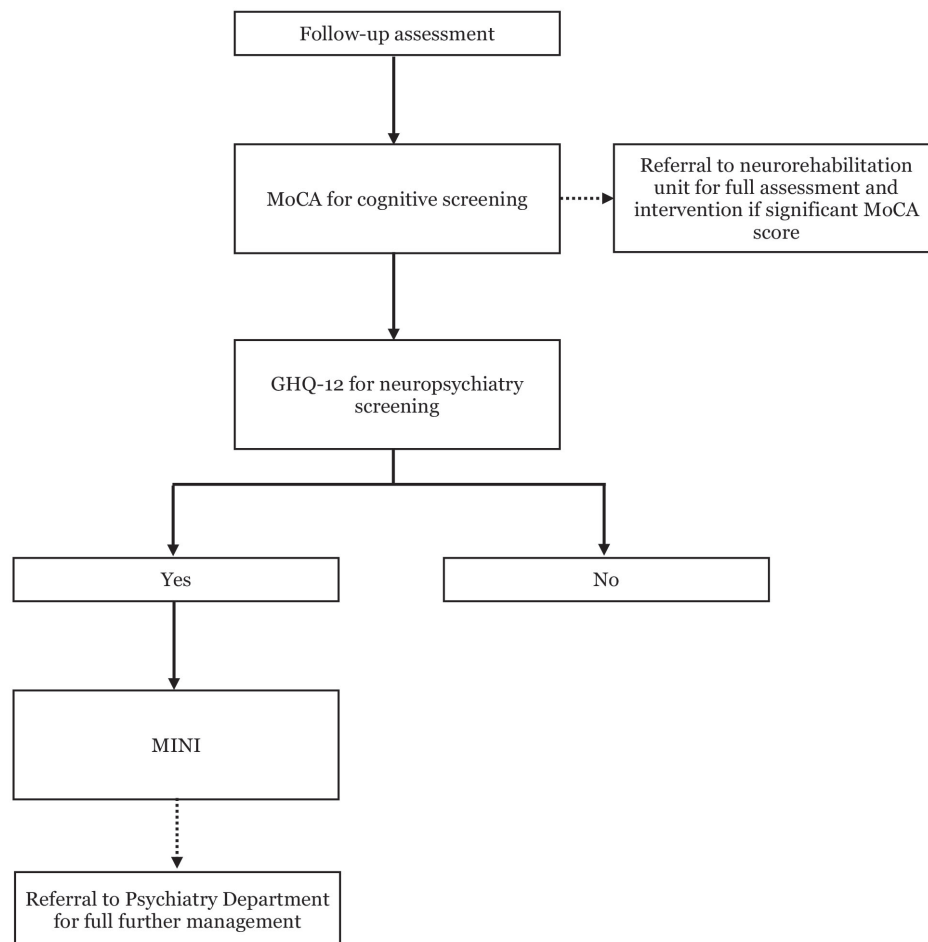 Follow-up assessment
MoCA for cognitive screening
Referral to neurorehabilitation
unit for full assessment and
intervention if significant MoCA
score
GHQ-12 for neuropsychiatry
screening
Yes
No
MINI
Referral to Psychiatry Department
for full further management